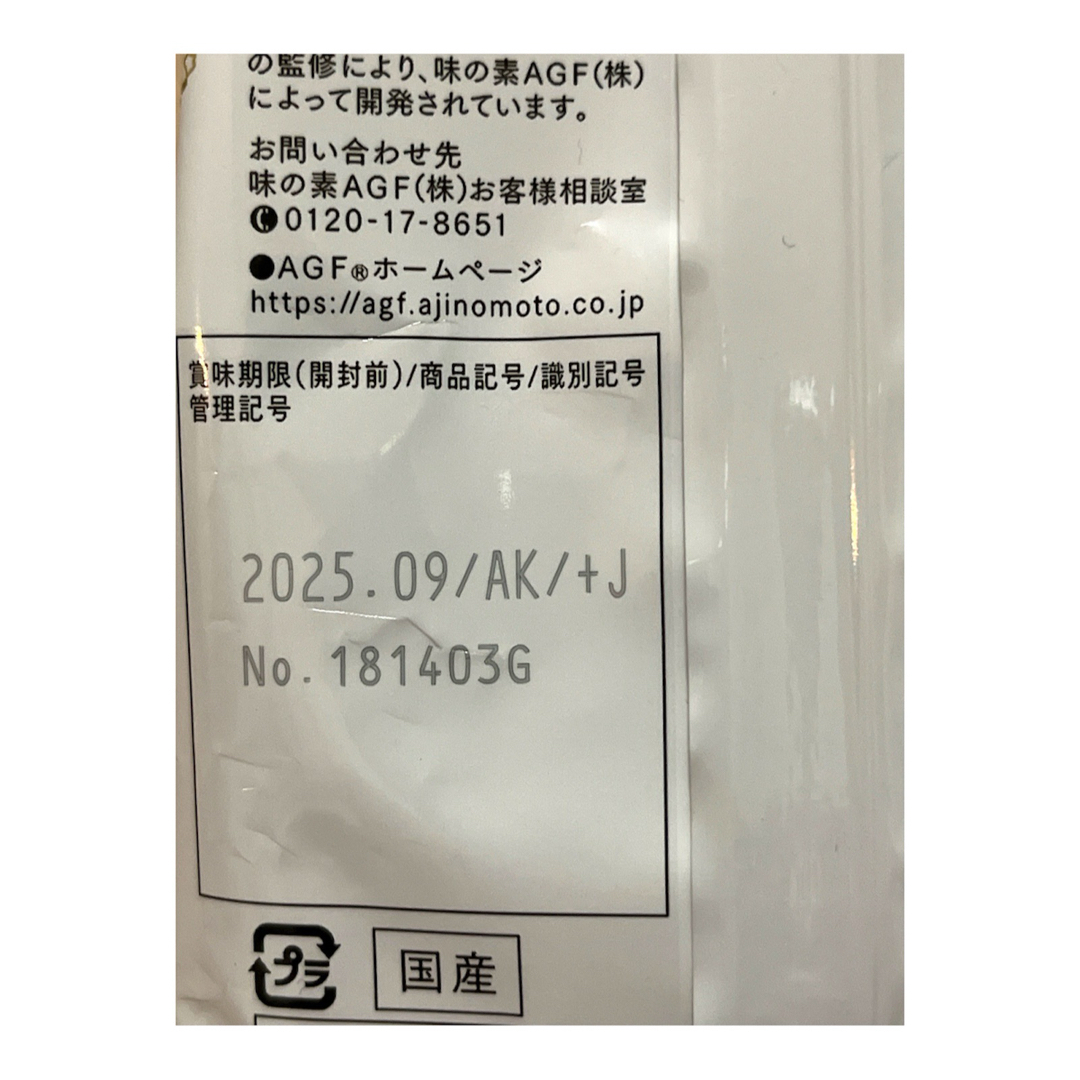 の監修により、味の素AGF(株)
によって開発されています。
お問い合わせ先
味の素AGF(株)お客様相談室
0120-17-8651
●AGF®ホームページ
https://agf.ajinomoto.co.jp
賞味期限(開封前)/商品記号/識別記号
管理記号
2025.09/AK/+J
No.181403G
プラ
国産